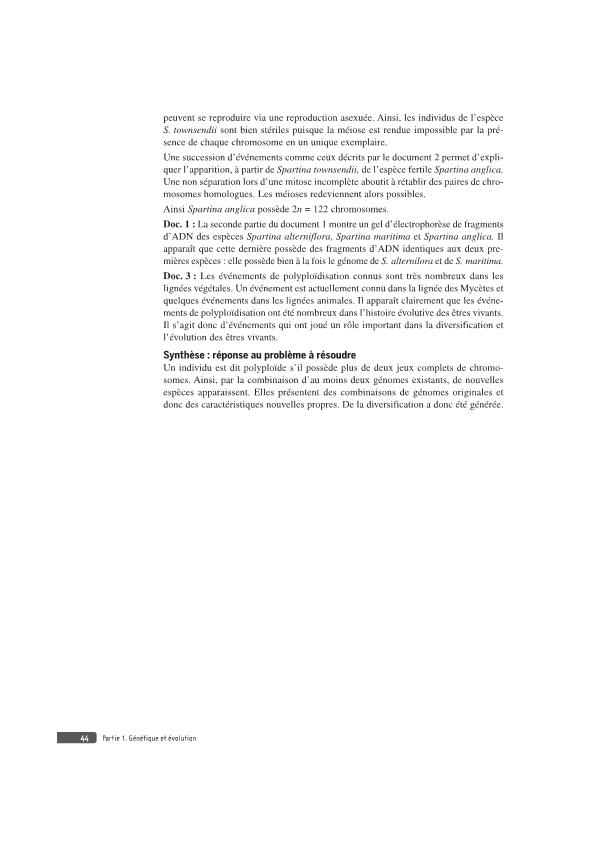 peuvent se reproduire via une reproduction asexuée. Ainsi, les individus de l'espèce
S. townsendii sont bien stériles puisque la méiose est rendue impossible par la pré-
sence de chaque chromosome en un unique exemplaire.
Une succession d'événements comme ceux décrits par le document 2 permet d'expli-
quer l'apparition, à partir de Spartina townsendii, de l'espèce fertile Spartina anglica.
Une non séparation lors d'une mitose incomplète aboutit à rétablir des paires de chro-
mosomes homologues. Les méioses redeviennent alors possibles.
Ainsi Spartina anglica possède 2n = 122 chromosomes.
Doc. 1 : La seconde partie du document 1 montre un gel d'électrophorèse de fragments
d'ADN des espèces Spartina alterniflora, Spartina maritima et Spartina anglica. Il
apparaît que cette dernière possède des fragments d'ADN identiques aux deux pre-
mières espèces : elle possède bien à la fois le génome de S. alternilora et de S. maritima.
Doc. 3 : Les événements de polyploïdisation connus sont très nombreux dans les
lignées végétales. Un événement est actuellement connu dans la lignée des Mycètes et
quelques événements dans les lignées animales. Il apparaît clairement que les événe-
ments de polyploïdisation ont été nombreux dans l'histoire évolutive des êtres vivants.
Il s'agit donc d'événements qui ont joué un rôle important dans la diversification et
l'évolution des êtres vivants.
Synthèse : réponse au problème à résoudre
Un individu est dit polyploïde s'il possède plus de deux jeux complets de chromo-
somes. Ainsi, par la combinaison d'au moins deux génomes existants, de nouvelles
espèces apparaissent. Elles présentent des combinaisons de génomes originales et
donc des caractéristiques nouvelles propres. De la diversification a donc été générée.
44 Partie 1. Génétique et évolution